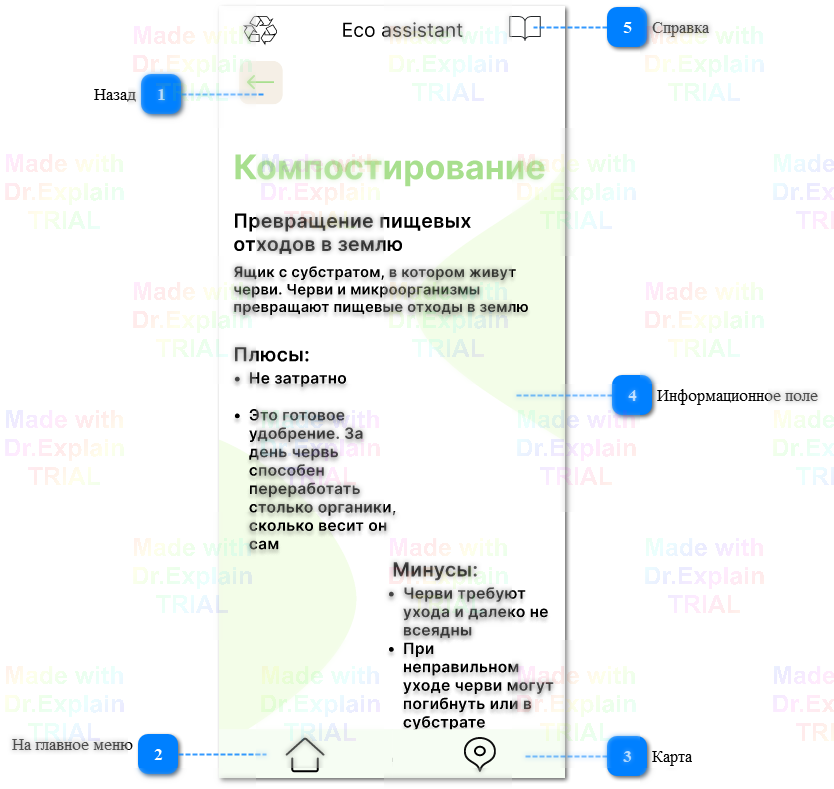 Eco assistant
5 Справка
Назад 1
Компостирование
Превращение пищевых
отходов в землю
Ящик с субстратом, в котором живут
черви. Черви и микроорганизмы
превращают пищевые отходы в землю
Плюсы:
• Не затратно
4 Информационное поле
• Это готовое
удобрение. За
день червь
способен
переработать
столько органики,
сколько весит он
сам
Минусы:
• Черви требуют
ухода и далеко не
всеядны
• При
неправильном
уходе черви могут
погибнуть или в
субстрате
На главное меню 2
3 Карта
Made with
Dr.Explain
TRIAL